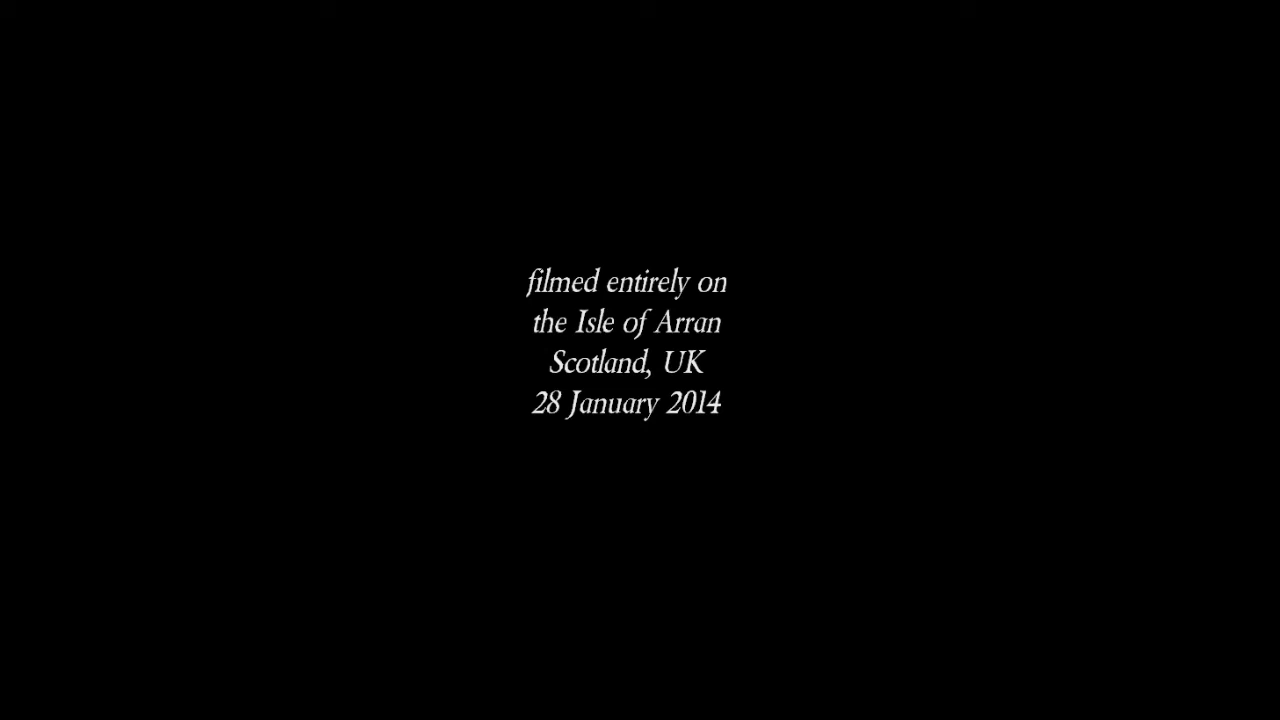 filmed entirely on
the Isle of Arran
Scotland, UK
28 January 2014